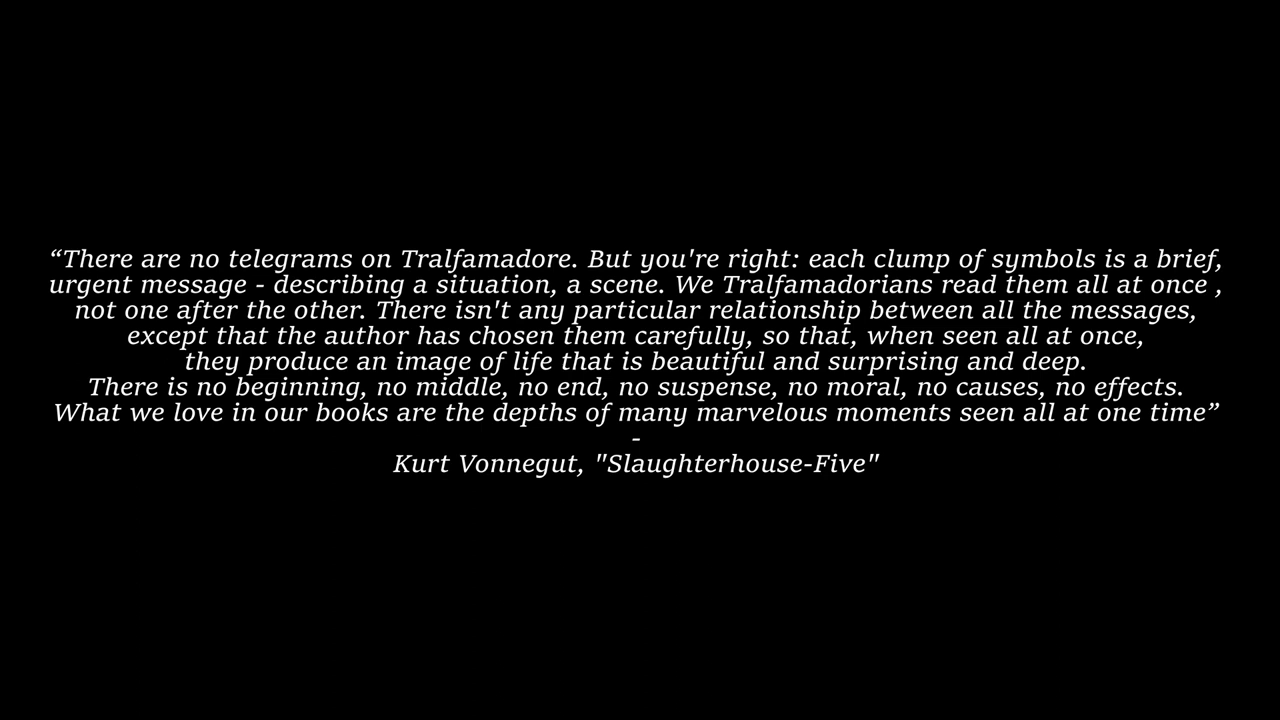 “There are no telegrams on Tralfamadore. But you're right: each clump of symbols is a brief,
urgent message - describing a situation, a scene. We Tralfamadorians read them all at once ,
not one after the other. There isn't any particular relationship between all the messages,
except that the author has chosen them carefully, so that, when seen all at once,
they produce an image of life that is beautiful and surprising and deep.
There is no beginning, no middle, no end, no suspense, no moral, no causes, no effects.
What we love in our books are the depths of many marvelous moments seen all at one time”
-
Kurt Vonnegut, "Slaughterhouse-Five"